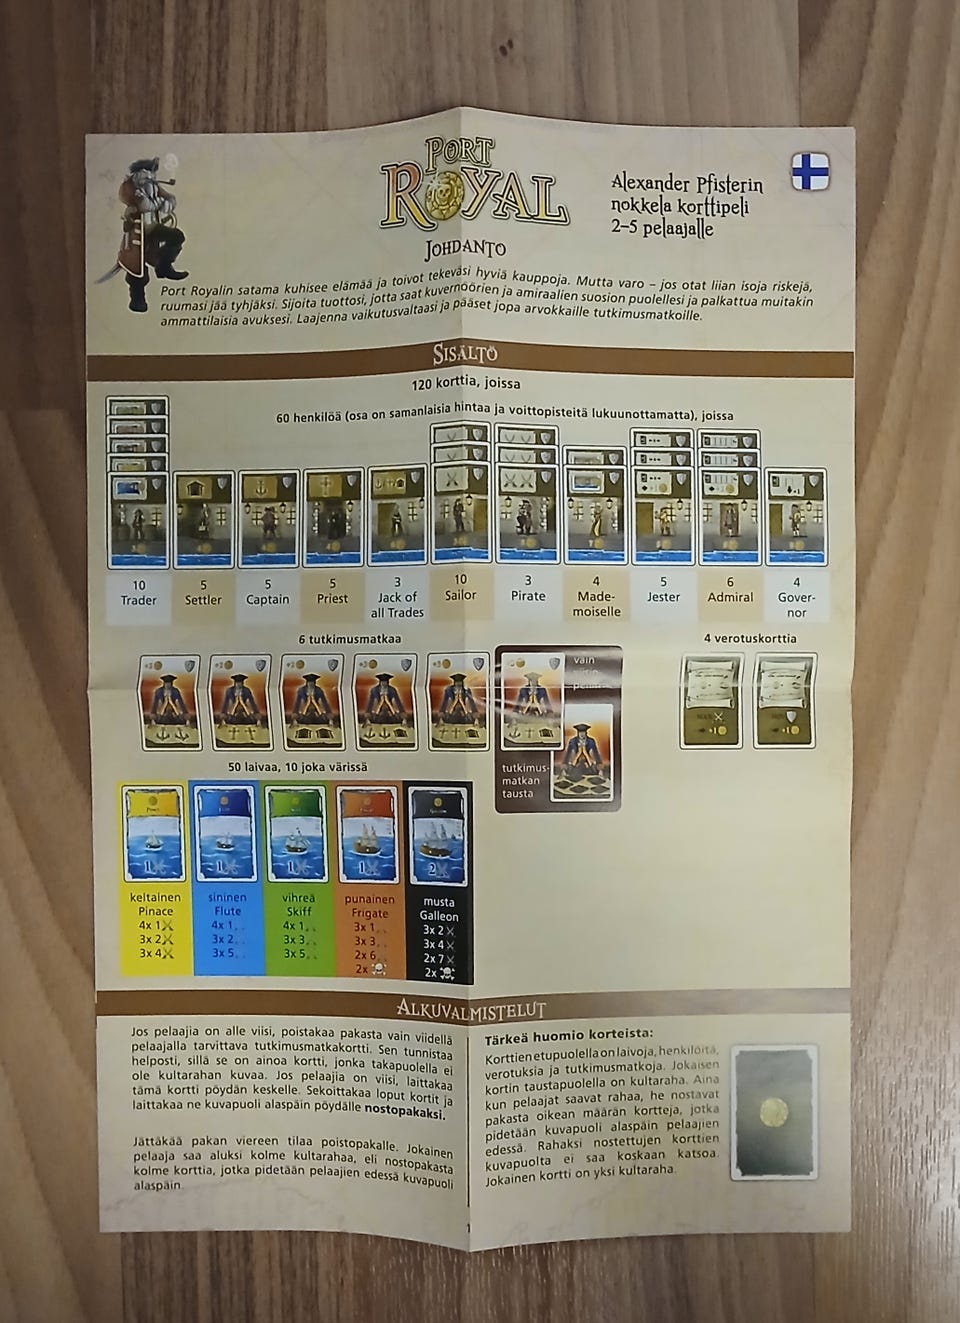 PORT
ROYAL
Alexander Pfisterin
nokkela korttipeli
2–5 pelaajalle
JOHDANTO
Port Royalin satama kuhisee elämää ja toivot tekeväsi hyviä kauppoja. Mutta varo – jos otat liian isoja riskejä,
ruumasi jää tyhjäksi. Sijoita tuottosi, jotta saat kuvernöörien ja amiraalien suosion puolellesi ja palkattua muitakin
ammattilaisia avuksesi. Laajenna vaikutusvaltaasi ja pääset jopa arvokkaille tutkimusmatkoille.
SISÄLTÖ
120 korttia, joissa
60 henkilöä (osa on samanlaisia hintaa ja voittopisteitä lukuunottamatta), joissa
10
Trader
5
Settler
5
Captain
5
Priest
3
Jack of
all Trades
10
Sailor
3
Pirate
4
Made-
moiselle
5
Jester
6
Admiral
4
Gover-
nor
6 tutkimusmatkaa
4 verotuskorttia
vain
tutkimus-
matkan
tausta
50 laivaa, 10 joka värissä
1
1
1
1
2
keltainen
Pinace
4x 1
3x 2
3x 4
sininen
Flute
4x 1
3x 2
3x 5
vihreä
Skiff
4x 1
3x 3
3x 5
punainen
Frigate
3x 1
3x 3
2x 6
2x
musta
Galleon
3x 2
3x 4
2x 7
2x
ALKUVALMISTELUT
Jos pelaajia on alle viisi, poistakaa pakasta vain viidellä
pelaajalla tarvittava tutkimusmatkakortti. Sen tunnistaa
helposti, sillä se on ainoa kortti, jonka takapuolella ei
ole kultarahan kuvaa. Jos pelaajia on viisi, laittakaa
tämä kortti pöydän keskelle. Sekoittakaa loput kortit ja
laittakaa ne kuvapuoli alaspäin pöydälle nostopakaksi.
Jättäkää pakan viereen tilaa poistopakalle. Jokainen
pelaaja saa aluksi kolme kultarahaa, eli nostopakasta
kolme korttia, jotka pidetään pelaajien edessä kuvapuoli
alaspäin.
Tärkeä huomio korteista:
Korttien etupuolella on laivoja, henkilöitä,
verotuksia ja tutkimusmatkoja. Jokaisen
kortin taustapuolella on kultaraha. Aina
kun pelaajat saavat rahaa, he nostavat
pakasta oikean määrän kortteja, jotka
pidetään kuvapuoli alaspäin pelaajien
edessä. Rahaksi nostettujen korttien
kuvapuolta ei saa koskaan katsoa.
Jokainen kortti on yksi kultaraha.